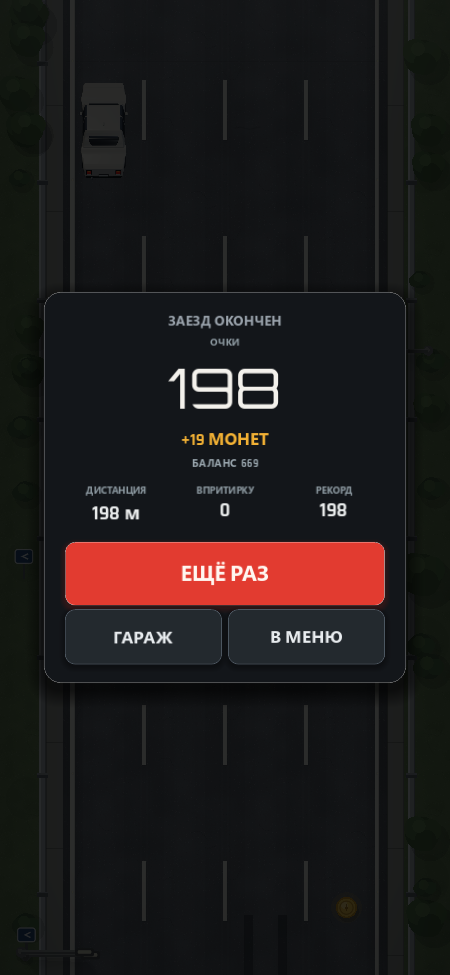 ЗАЕЗД ОКОНЧЕН
ОЧКИ
198
+19 МОНЕТ
БАЛАНС 669
ДИСТАНЦИЯ ВПРИТИРКУ РЕКОРД
198 м 0 198
ЕЩЁ РАЗ
ГАРАЖ В МЕНЮ